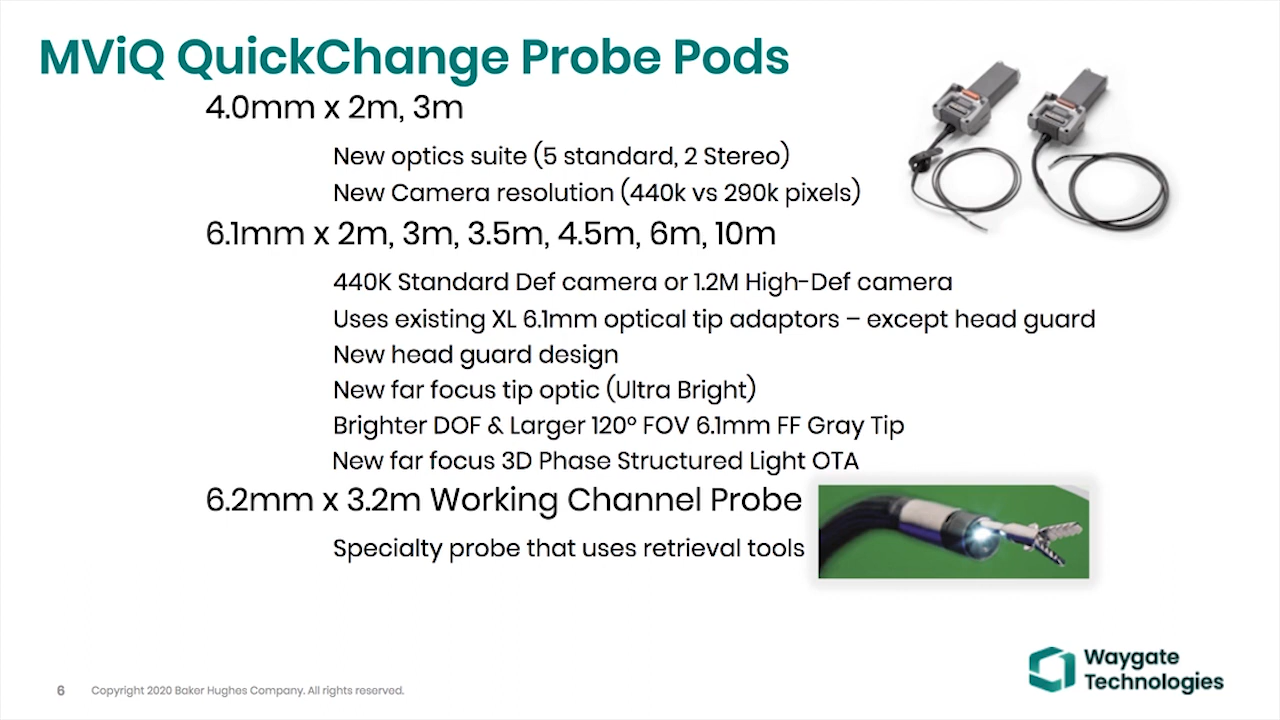 MViQ QuickChange Probe Pods
4.0mm x 2m, 3m
New optics suite (5 standard, 2 Stereo)
New Camera resolution (440k vs 290k pixels)
6.1mm x 2m, 3m, 3.5m, 4.5m, 6m, 10m
440K Standard Def camera or 1.2M High-Def camera
Uses existing XL 6.1mm optical tip adaptors – except head guard
New head guard design
New far focus tip optic (Ultra Bright)
Brighter DOF & Larger 120° FOV 6.1mm FF Gray Tip
New far focus 3D Phase Structured Light OTA
6.2mm x 3.2m Working Channel Probe
Specialty probe that uses retrieval tools
6
Copyright 2020 Baker Hughes Company. All rights reserved.
Waygate
Technologies